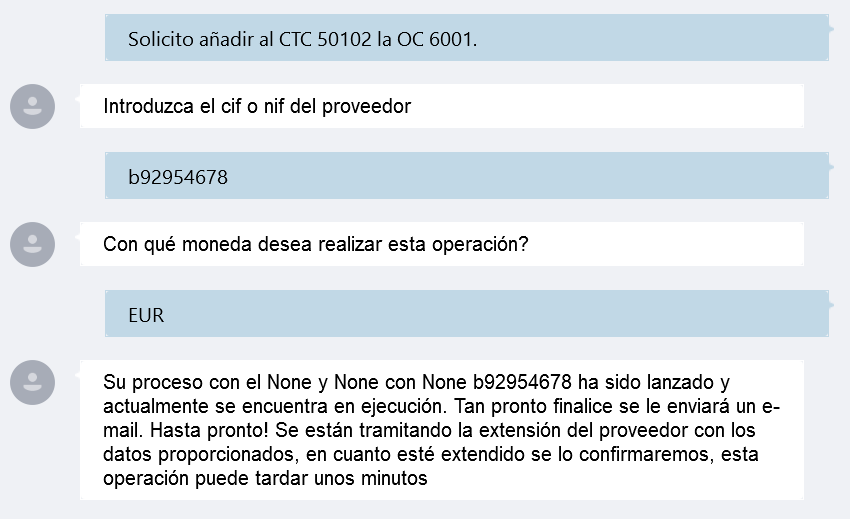 Solicito añadir al CTC 50102 la OC 6001.
Introduzca el cif o nif del proveedor
b92954678
Con qué moneda desea realizar esta operación?
EUR
Su proceso con el None y None con None b92954678 ha sido lanzado y
actualmente se encuentra en ejecución. Tan pronto finalice se le enviará un e-
mail. Hasta pronto! Se están tramitando la extensión del proveedor con los
datos proporcionados, en cuanto esté extendido se lo confirmaremos, esta
operación puede tardar unos minutos